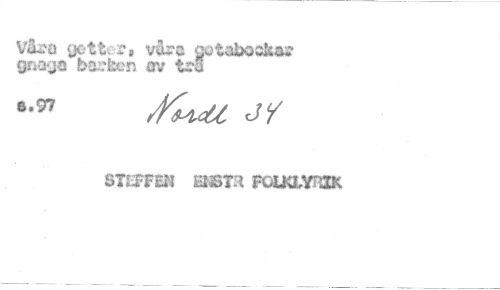 Våra getter, våra getabockar
gnaga barken av trä
s.97
Nordl 34
STEFFEN ENSTR FOLKLYRIK